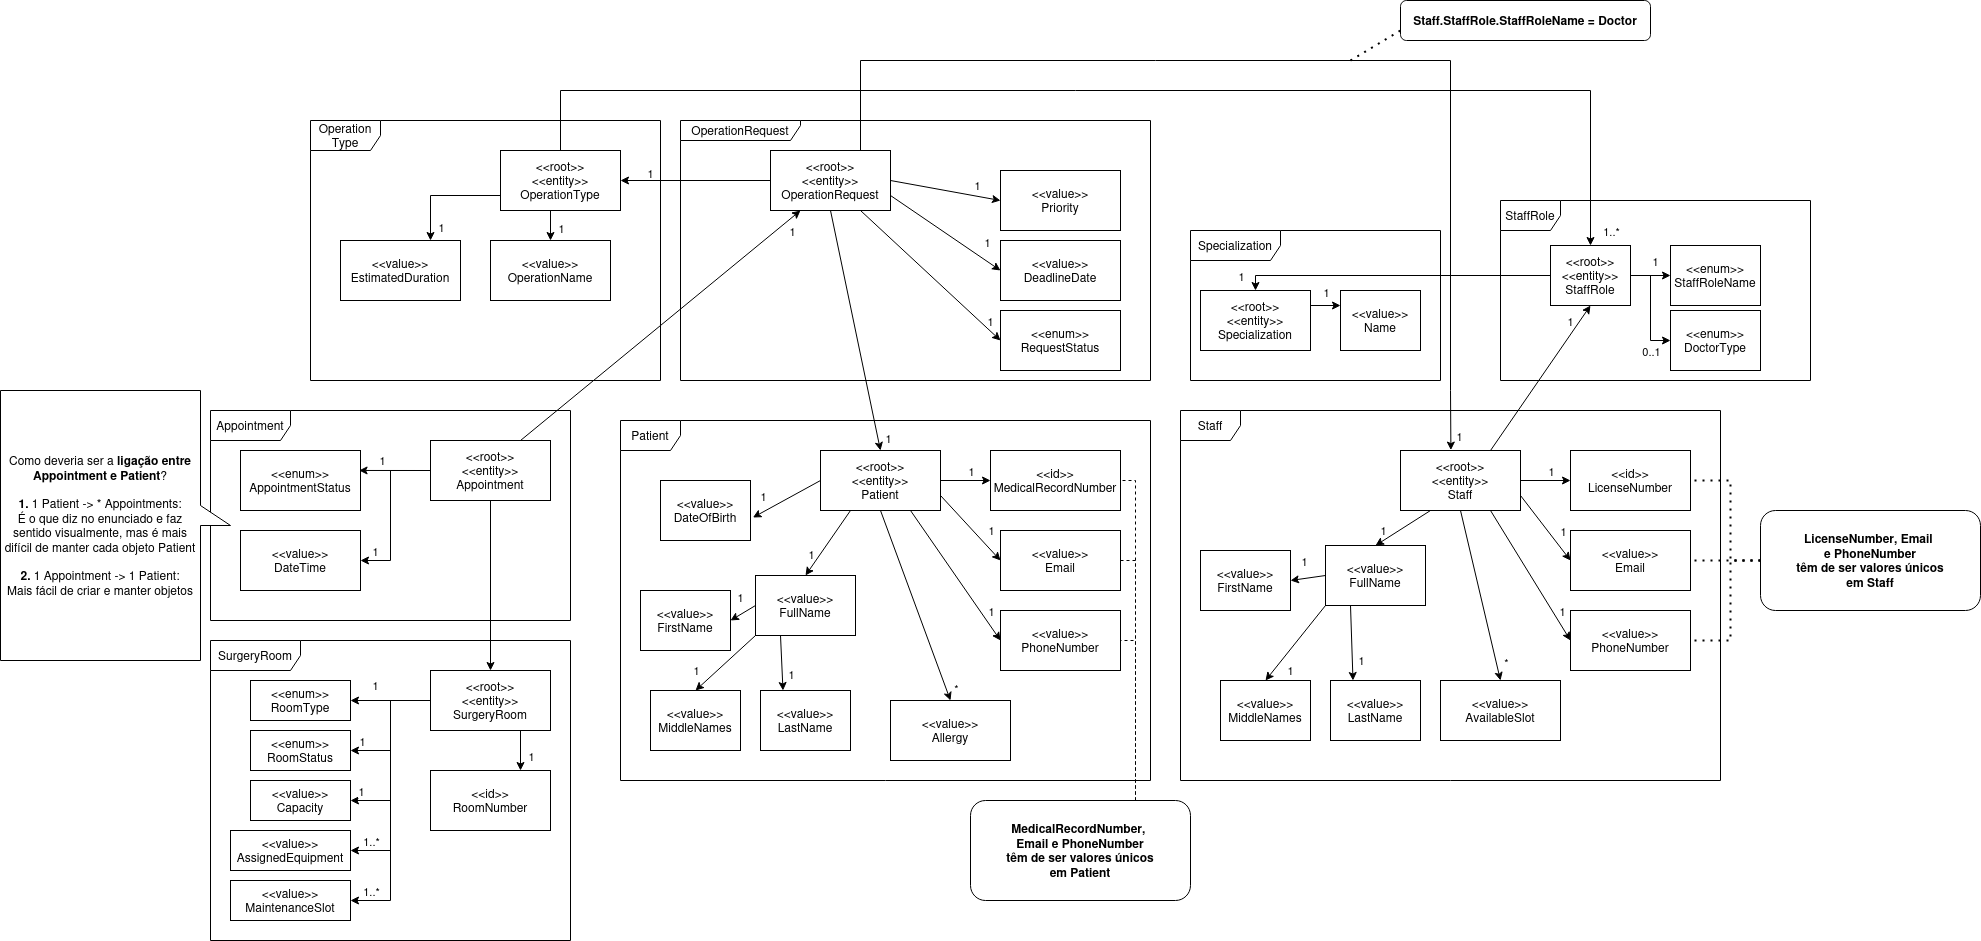 Staff.StaffRole.StaffRoleName = Doctor
Operation
Type
<<root>>
<<entity>>
OperationType
1
<<value>>
EstimatedDuration
1
<<value>>
OperationName
1
OperationRequest
<<root>>
<<entity>>
OperationRequest
1
1
<<value>>
Priority
1
<<value>>
DeadlineDate
1
<<enum>>
RequestStatus
Specialization
1
<<root>>
<<entity>>
Specialization
1
<<value>>
Name
StaffRole
1..*
<<root>>
<<entity>>
StaffRole
1
<<enum>>
StaffRoleName
0..1
<<enum>>
DoctorType
1
Como deveria ser a ligação entre
Appointment e Patient?
1. 1 Patient -> * Appointments:
É o que diz no enunciado e faz
sentido visualmente, mas é mais
difícil de manter cada objeto Patient
2. 1 Appointment -> 1 Patient:
Mais fácil de criar e manter objetos
Appointment
<<root>>
<<entity>>
Appointment
1
<<enum>>
AppointmentStatus
1
<<value>>
DateTime
SurgeryRoom
<<root>>
<<entity>>
SurgeryRoom
1
<<enum>>
RoomType
1
<<enum>>
RoomStatus
1
<<value>>
Capacity
1..*
<<value>>
AssignedEquipment
1..*
<<value>>
MaintenanceSlot
1
<<id>>
RoomNumber
Patient
1
<<root>>
<<entity>>
Patient
1
<<value>>
DateOfBirth
1
<<id>>
MedicalRecordNumber
1
<<value>>
Email
1
<<value>>
PhoneNumber
1
<<value>>
FullName
1
<<value>>
FirstName
1
<<value>>
MiddleNames
1
<<value>>
LastName
*
<<value>>
Allergy
MedicalRecordNumber,
Email e PhoneNumber
têm de ser valores únicos
em Patient
Staff
1
<<root>>
<<entity>>
Staff
1
<<id>>
LicenseNumber
1
<<value>>
Email
1
<<value>>
PhoneNumber
1
<<value>>
FullName
1
<<value>>
FirstName
1
<<value>>
MiddleNames
1
<<value>>
LastName
*
<<value>>
AvailableSlot
LicenseNumber, Email
e PhoneNumber
têm de ser valores únicos
em Staff